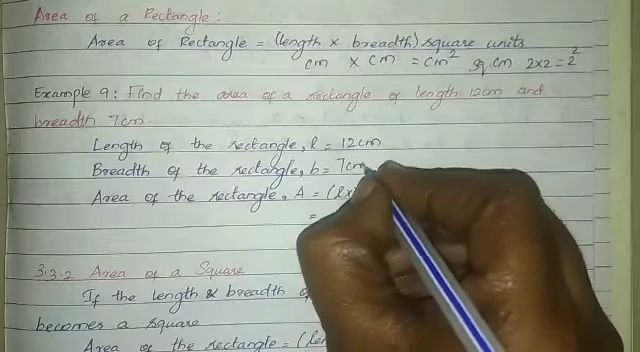 Area of a Rectangle:
Area of Rectangle = (length x breadth) square units
cm x cm = cm² sq.cm 2x2=2²
Example 9: Find the area of a rectangle of length 12cm and
breadth 7cm.
Length of the rectangle, l = 12cm
Breadth of the rectangle, b = 7cm
Area of the rectangle, A = (lx
=
3.3.2 Area of a Square
If the length & breadth
becomes a square
Area of the rectangle = (len